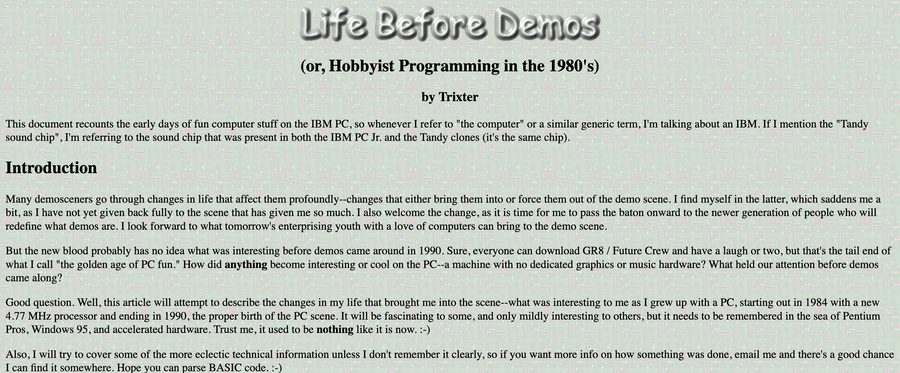 Life Before Demos
(or, Hobbyist Programming in the 1980's)
by Trixter
This document recounts the early days of fun computer stuff on the IBM PC, so whenever I refer to "the computer" or a similar generic term, I'm talking about an IBM. If I mention the "Tandy
sound chip", I'm referring to the sound chip that was present in both the IBM PC Jr. and the Tandy clones (it's the same chip).
Introduction
Many demosceners go through changes in life that affect them profoundly--changes that either bring them into or force them out of the demo scene. I find myself in the latter, which saddens me a
bit, as I have not yet given back fully to the scene that has given me so much. I also welcome the change, as it is time for me to pass the baton onward to the newer generation of people who will
redefine what demos are. I look forward to what tomorrow's enterprising youth with a love of computers can bring to the demo scene.
But the new blood probably has no idea what was interesting before demos came around in 1990. Sure, everyone can download GR8 / Future Crew and have a laugh or two, but that's the tail end of
what I call "the golden age of PC fun." How did anything become interesting or cool on the PC--a machine with no dedicated graphics or music hardware? What held our attention before demos
came along?
Good question. Well, this article will attempt to describe the changes in my life that brought me into the scene--what was interesting to me as I grew up with a PC, starting out in 1984 with a new
4.77 MHz processor and ending in 1990, the proper birth of the PC scene. It will be fascinating to some, and only mildly interesting to others, but it needs to be remembered in the sea of Pentium
Pros, Windows 95, and accelerated hardware. Trust me, it used to be nothing like it is now. :-)
Also, I will try to cover some of the more eclectic technical information unless I don't remember it clearly, so if you want more info on how something was done, email me and there's a good chance
I can find it somewhere. Hope you can parse BASIC code. :-)